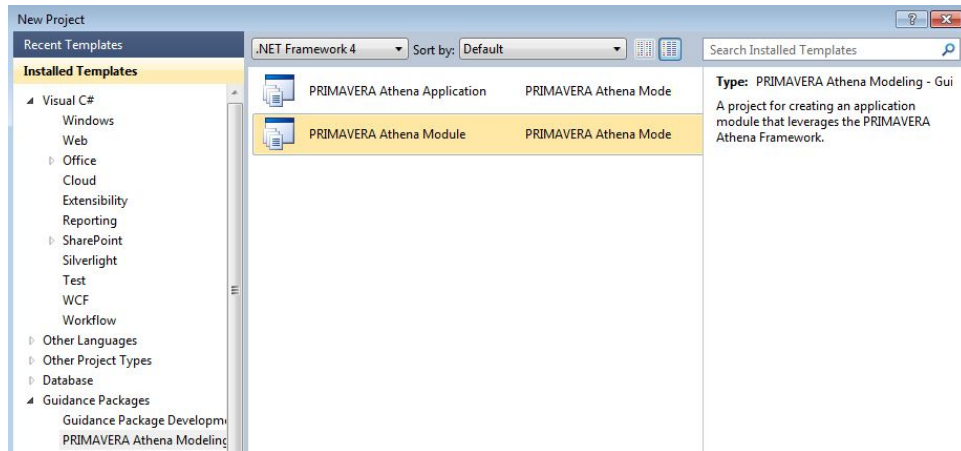 New Project
Recent Templates
.NET Framework 4
Sort by: Default
Search Installed Templates
Installed Templates
Visual C#
Windows
Web
Office
Cloud
Extensibility
Reporting
SharePoint
Silverlight
Test
WCF
Workflow
Other Languages
Other Project Types
Database
Guidance Packages
Guidance Package Developm
PRIMAVERA Athena Modeling
PRIMAVERA Athena Application PRIMAVERA Athena Mode
PRIMAVERA Athena Module PRIMAVERA Athena Mode
Type: PRIMAVERA Athena Modeling - Gui
A project for creating an application
module that leverages the PRIMAVERA
Athena Framework.